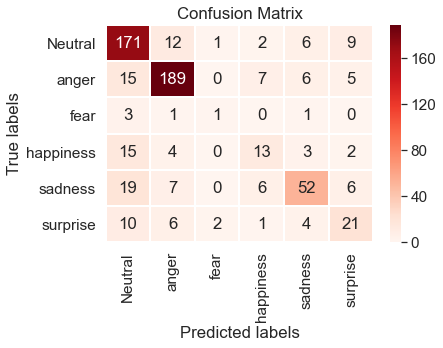 Confusion Matrix
True labels
Neutral 171 12 1 2 6 9
anger 15 189 0 7 6 5
fear 3 1 1 0 1 0
happiness 15 4 0 13 3 2
sadness 19 7 0 6 52 6
surprise 10 6 2 1 4 21
Neutral anger fear happiness sadness surprise
Predicted labels
160
120
80
40
0